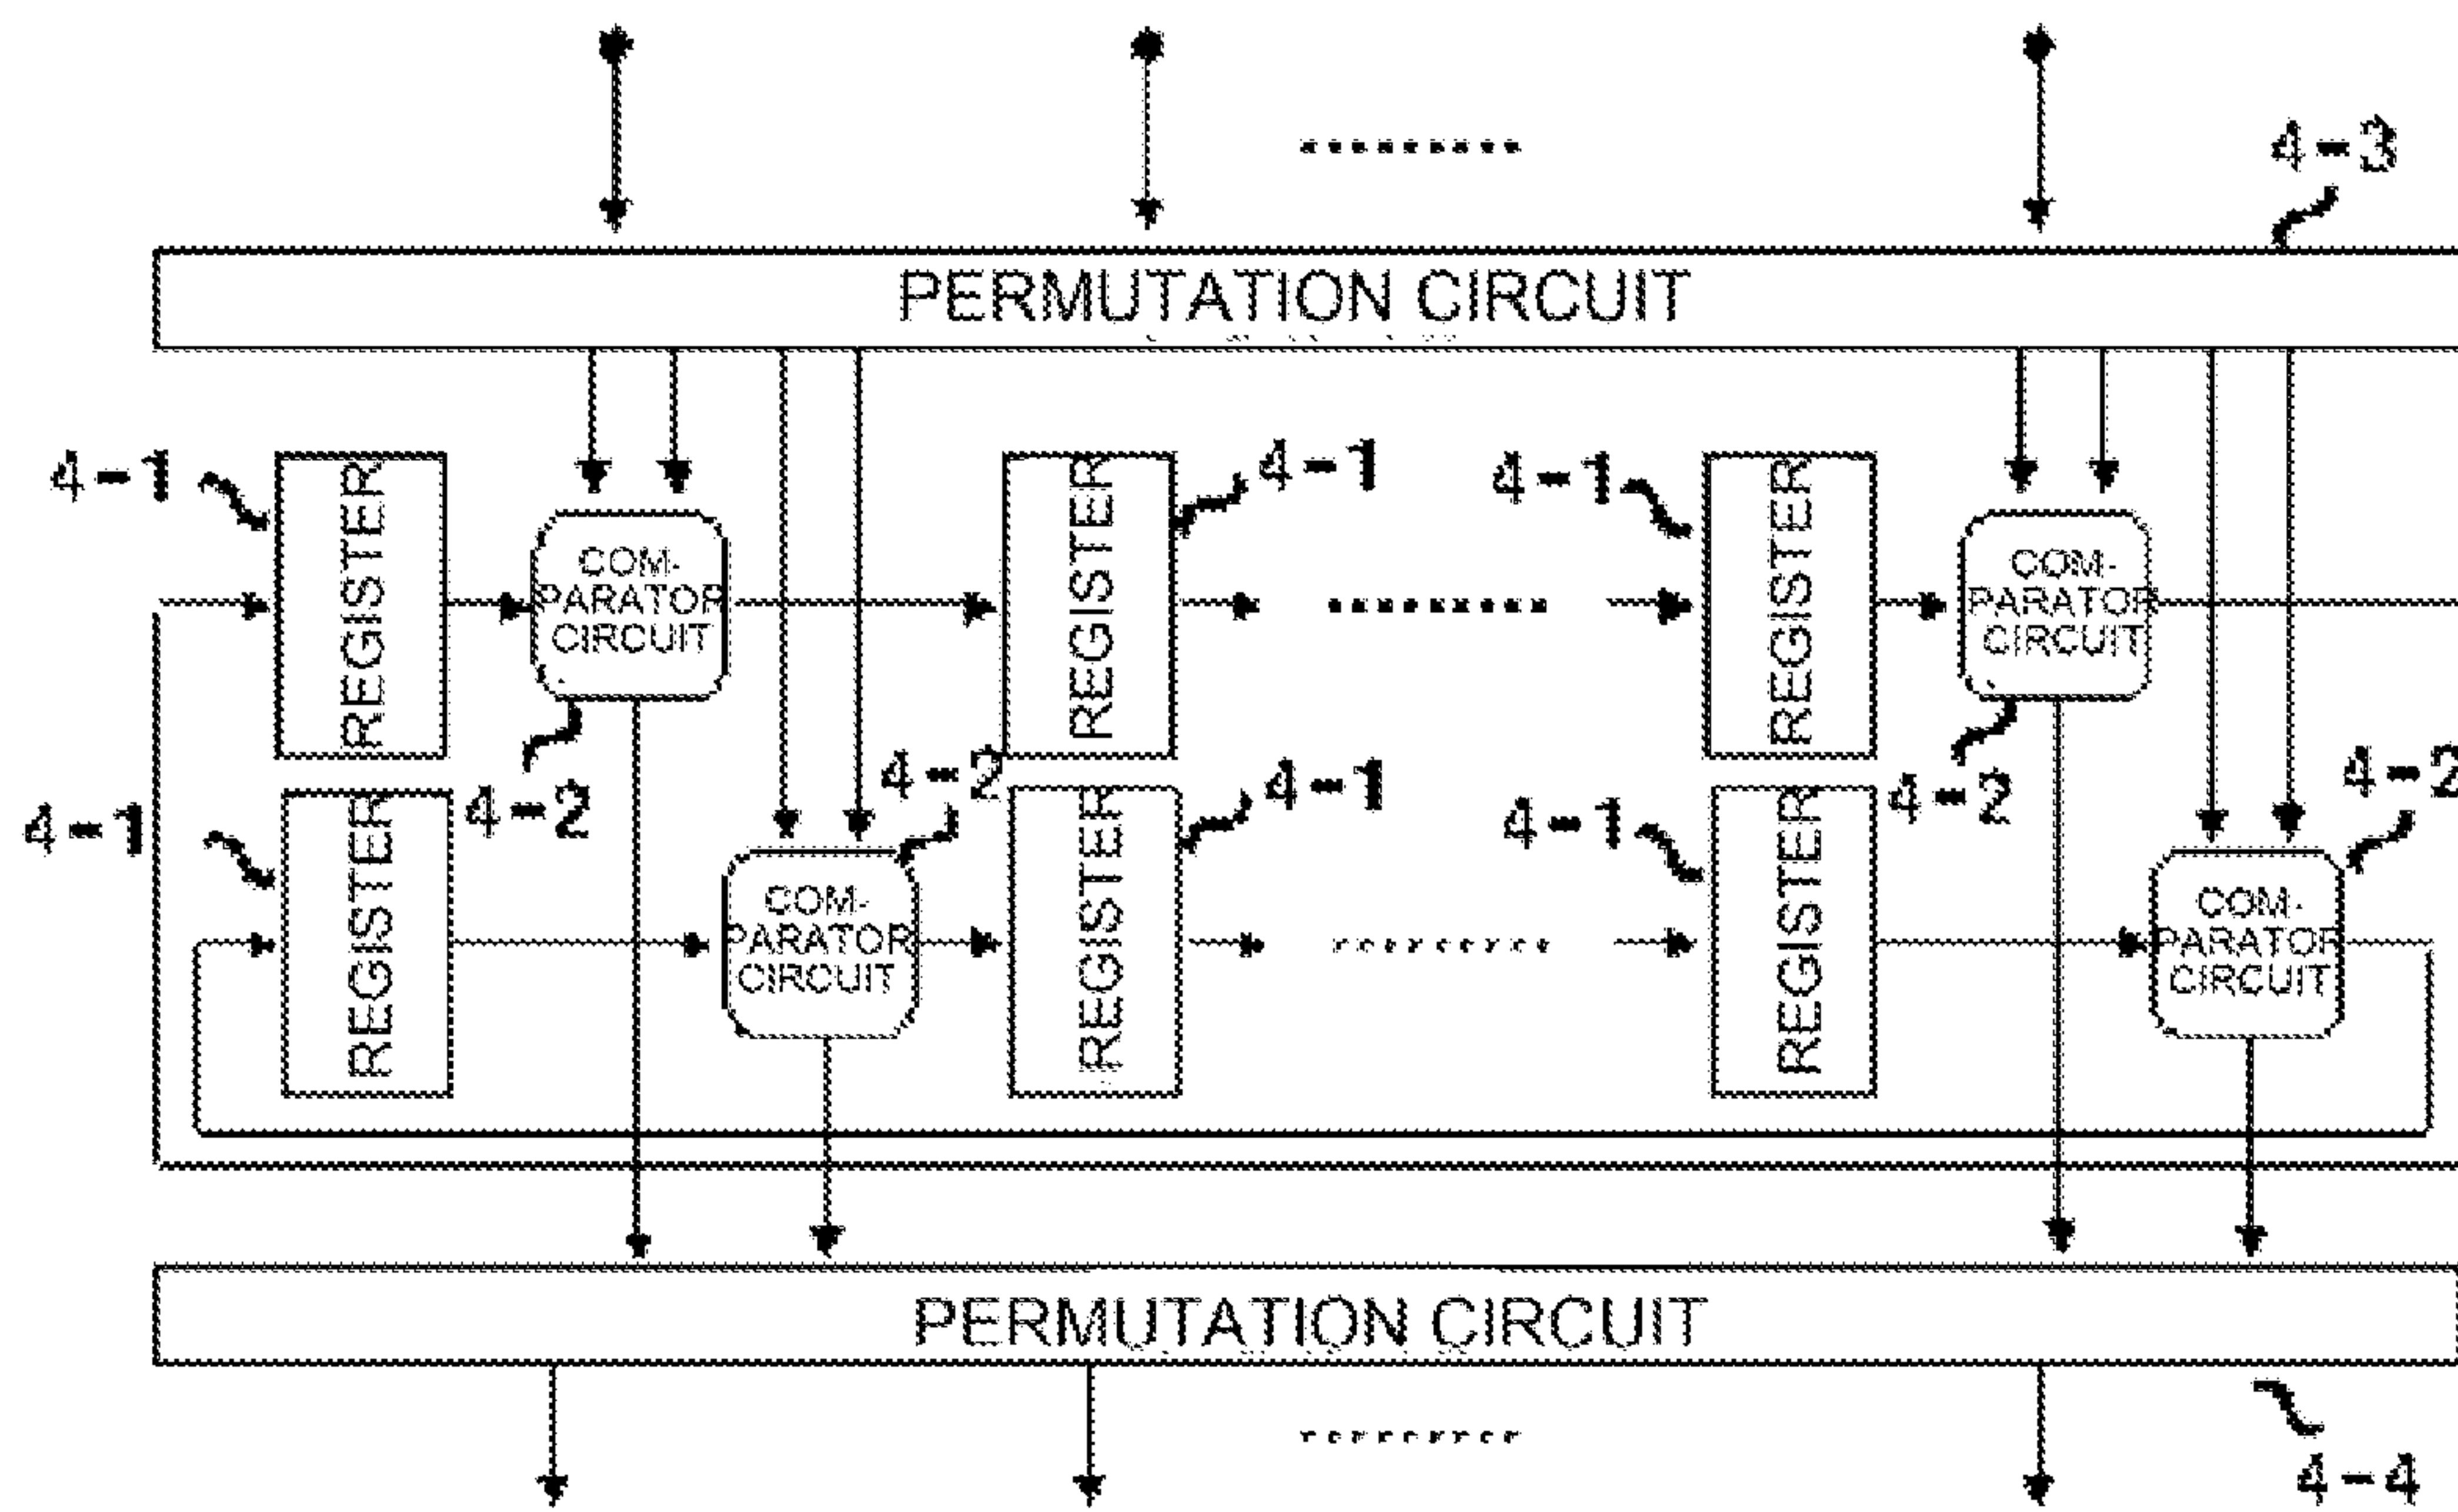 4-3
PERMUTATION CIRCUIT
4-1
REGISTER
COM-
PARATOR
CIRCUIT
4-2
REGISTER
4-1
4-1
REGISTER
COM-
PARATOR
CIRCUIT
4-2
4-1
REGISTER
COM-
PARATOR
CIRCUIT
4-2
REGISTER
4-1
4-1
REGISTER
COM-
PARATOR
CIRCUIT
4-2
PERMUTATION CIRCUIT
4-4